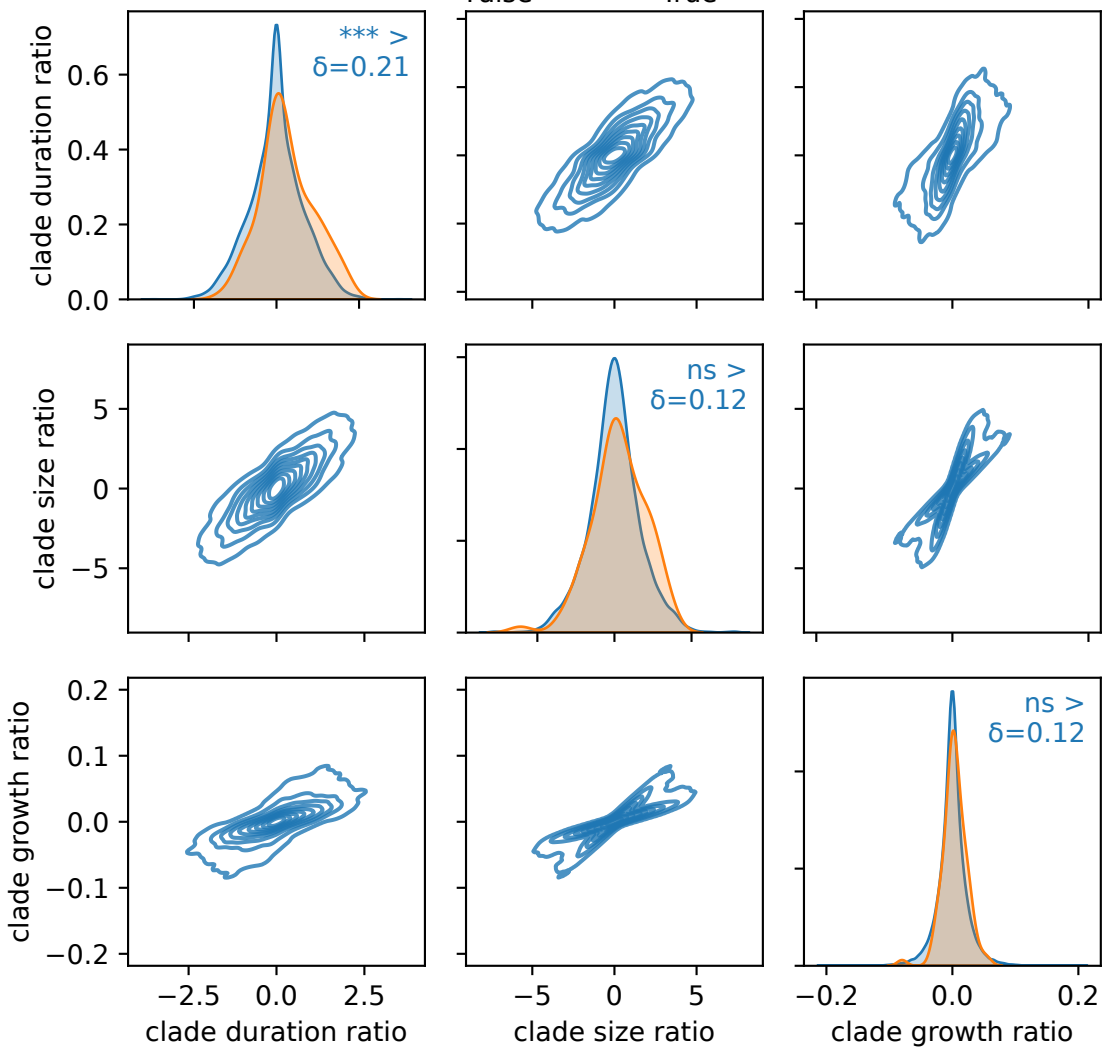 True
clade duration ratio
0.0
0.2
0.4
0.6
*** >
δ=0.21
clade size ratio
−5
0
5
ns >
δ=0.12
clade growth ratio
−0.2
−0.1
0.0
0.1
0.2
ns >
δ=0.12
−2.5 0.0 2.5
−5 0 5
−0.2 0.0 0.2
clade duration ratio
clade size ratio
clade growth ratio